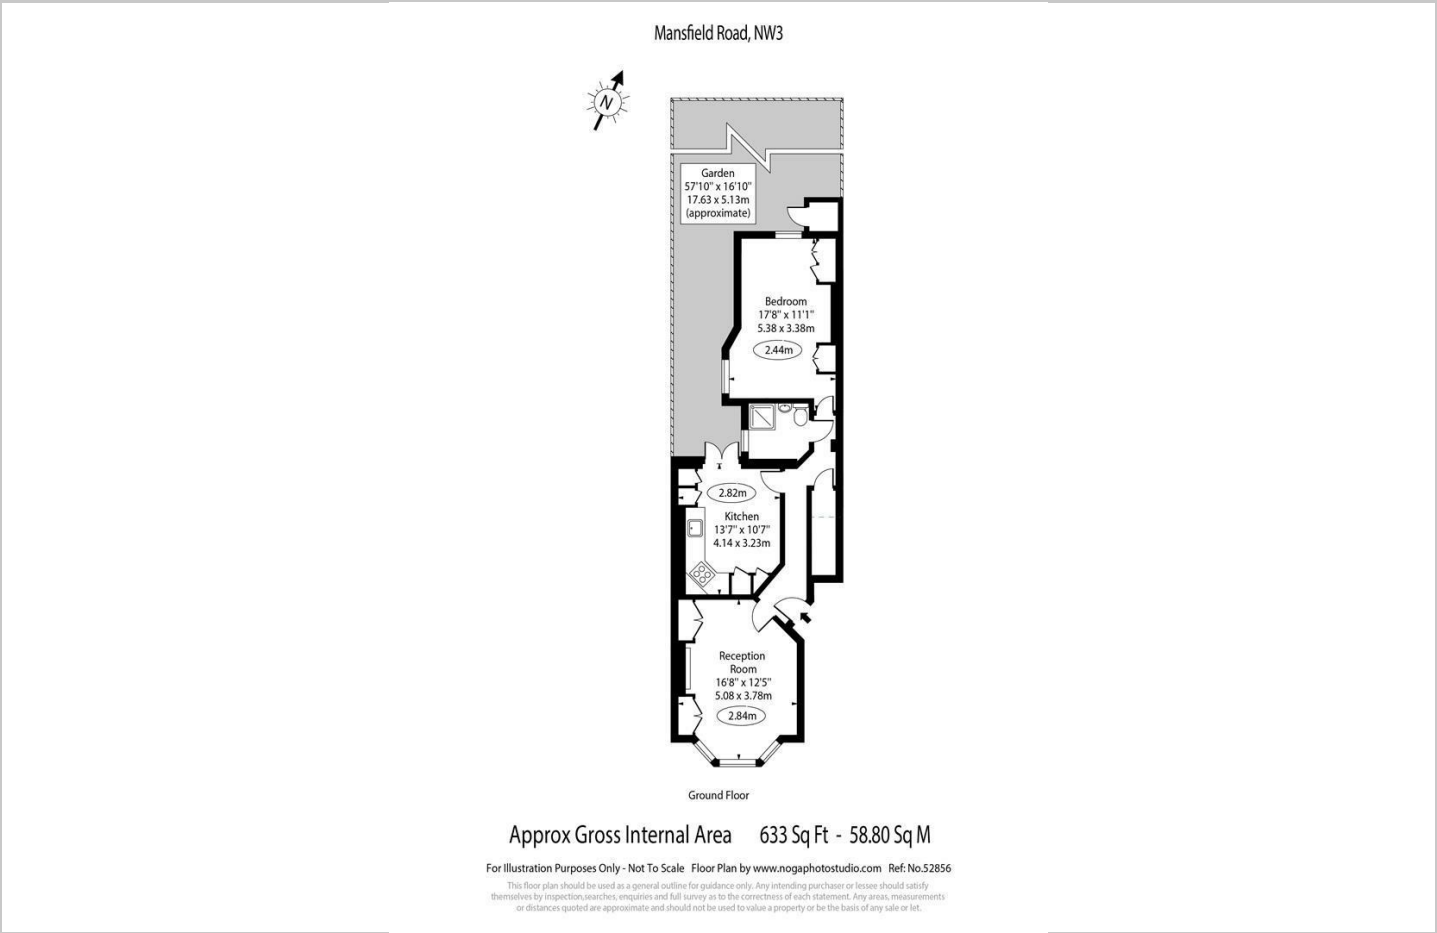 Mansfield Road, NW3
N
Garden
57'10" x 16'10"
17.63 x 5.13m
(approximate)
Bedroom
17'8" x 11'1"
5.38 x 3.38m
2.44m
2.82m
Kitchen
13'7" x 10'7"
4.14 x 3.23m
Reception
Room
16'8" x 12'5"
5.08 x 3.78m
2.84m
Ground Floor
Approx Gross Internal Area 633 Sq Ft - 58.80 Sq M
For Illustration Purposes Only - Not To Scale Floor Plan by www.nogaphotostudio.com Ref: No.52856
This floor plan should be used as a general outline for guidance only. Any intending purchaser or lessee should satisfy
themselves by inspection,searches, enquiries and full survey as to the correctness of each statement. Any areas, measurements
or distances quoted are approximate and should not be used to value a property or be the basis of any sale or let.